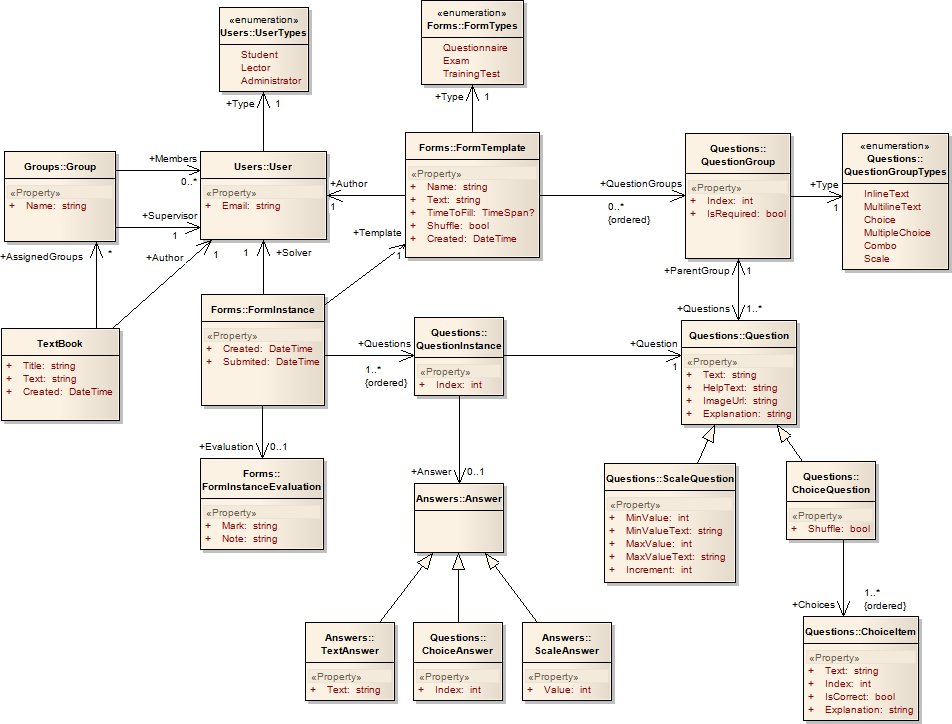 «enumeration»
Users::UserTypes
Student
Lector
Administrator
+Type
1
«enumeration»
Forms::FormTypes
Questionnaire
Exam
TrainingTest
+Type
1
Groups::Group
«Property»
+ Name: string
+Members
0..*
+Supervisor
1
Users::User
«Property»
+ Email: string
+Author
1
Forms::FormTemplate
«Property»
+ Name: string
+ Text: string
+ TimeToFill: TimeSpan?
+ Shuffle: bool
+ Created: DateTime
+QuestionGroups
0..*
{ordered}
Questions::
QuestionGroup
«Property»
+ Index: int
+ IsRequired: bool
+Type
1
«enumeration»
Questions::
QuestionGroupTypes
InlineText
MultilineText
Choice
MultipleChoice
Combo
Scale
+AssignedGroups
*
+Author
1
1
+Solver
+Template
1
+ParentGroup
1
+Questions
1..*
TextBook
+ Title: string
+ Text: string
+ Created: DateTime
Forms::FormInstance
«Property»
+ Created: DateTime
+ Submited: DateTime
+Questions
1..*
{ordered}
Questions::
QuestionInstance
«Property»
+ Index: int
+Question
1
Questions::Question
«Property»
+ Text: string
+ HelpText: string
+ ImageUrl: string
+ Explanation: string
+Evaluation
0..1
Forms::
FormInstanceEvaluation
«Property»
+ Mark: string
+ Note: string
+Answer
0..1
Answers::Answer
Questions::ScaleQuestion
«Property»
+ MinValue: int
+ MinValueText: string
+ MaxValue: int
+ MaxValueText: string
+ Increment: int
Questions::
ChoiceQuestion
«Property»
+ Shuffle: bool
+Choices
1..*
{ordered}
Answers::
TextAnswer
«Property»
+ Text: string
Questions::
ChoiceAnswer
«Property»
+ Index: int
Answers::
ScaleAnswer
«Property»
+ Value: int
Questions::ChoiceItem
«Property»
+ Text: string
+ Index: int
+ IsCorrect: bool
+ Explanation: string